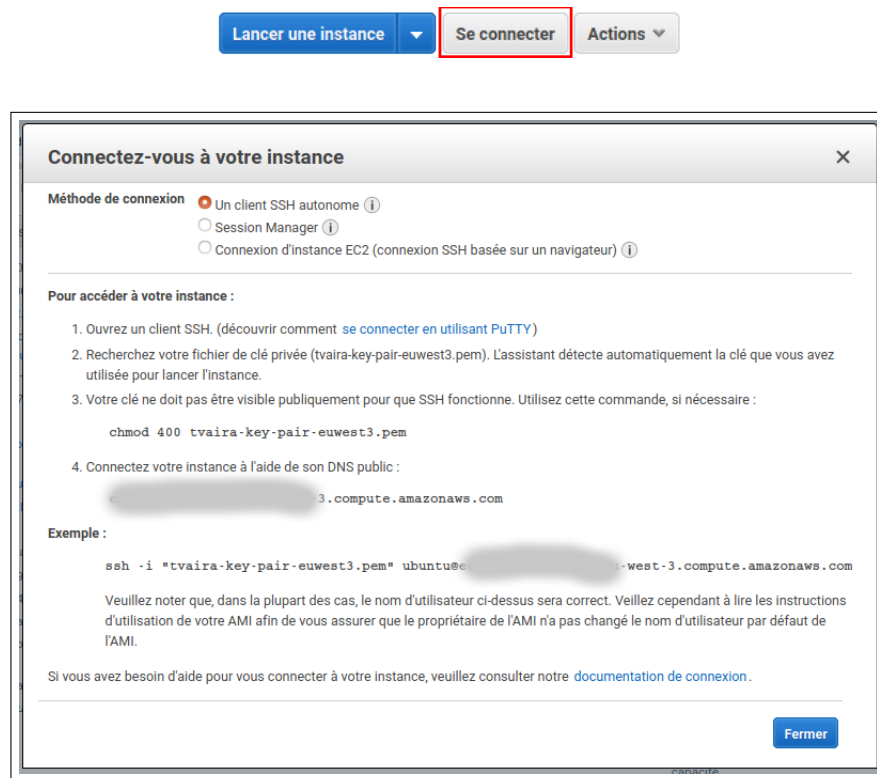 Lancer une instance
Se connecter
Actions
Connectez-vous à votre instance
Méthode de connexion
Un client SSH autonome
Session Manager
Connexion d'instance EC2 (connexion SSH basée sur un navigateur)
Pour accéder à votre instance :
1. Ouvrez un client SSH. (découvrir comment se connecter en utilisant PuTTY)
2. Recherchez votre fichier de clé privée (tvaira-key-pair-euwest3.pem). L'assistant détecte automatiquement la clé que vous avez
utilisée pour lancer l'instance.
3. Votre clé ne doit pas être visible publiquement pour que SSH fonctionne. Utilisez cette commande, si nécessaire :
chmod 400 tvaira-key-pair-euwest3.pem
4. Connectez votre instance à l'aide de son DNS public :
3.compute.amazonaws.com
Exemple :
ssh -i "tvaira-key-pair-euwest3.pem" ubuntu@ -west-3.compute.amazonaws.com
Veuillez noter que, dans la plupart des cas, le nom d'utilisateur ci-dessus sera correct. Veillez cependant à lire les instructions
d'utilisation de votre AMI afin de vous assurer que le propriétaire de l'AMI n'a pas changé le nom d'utilisateur par défaut de
l'AMI.
Si vous avez besoin d'aide pour vous connecter à votre instance, veuillez consulter notre documentation de connexion.
Fermer